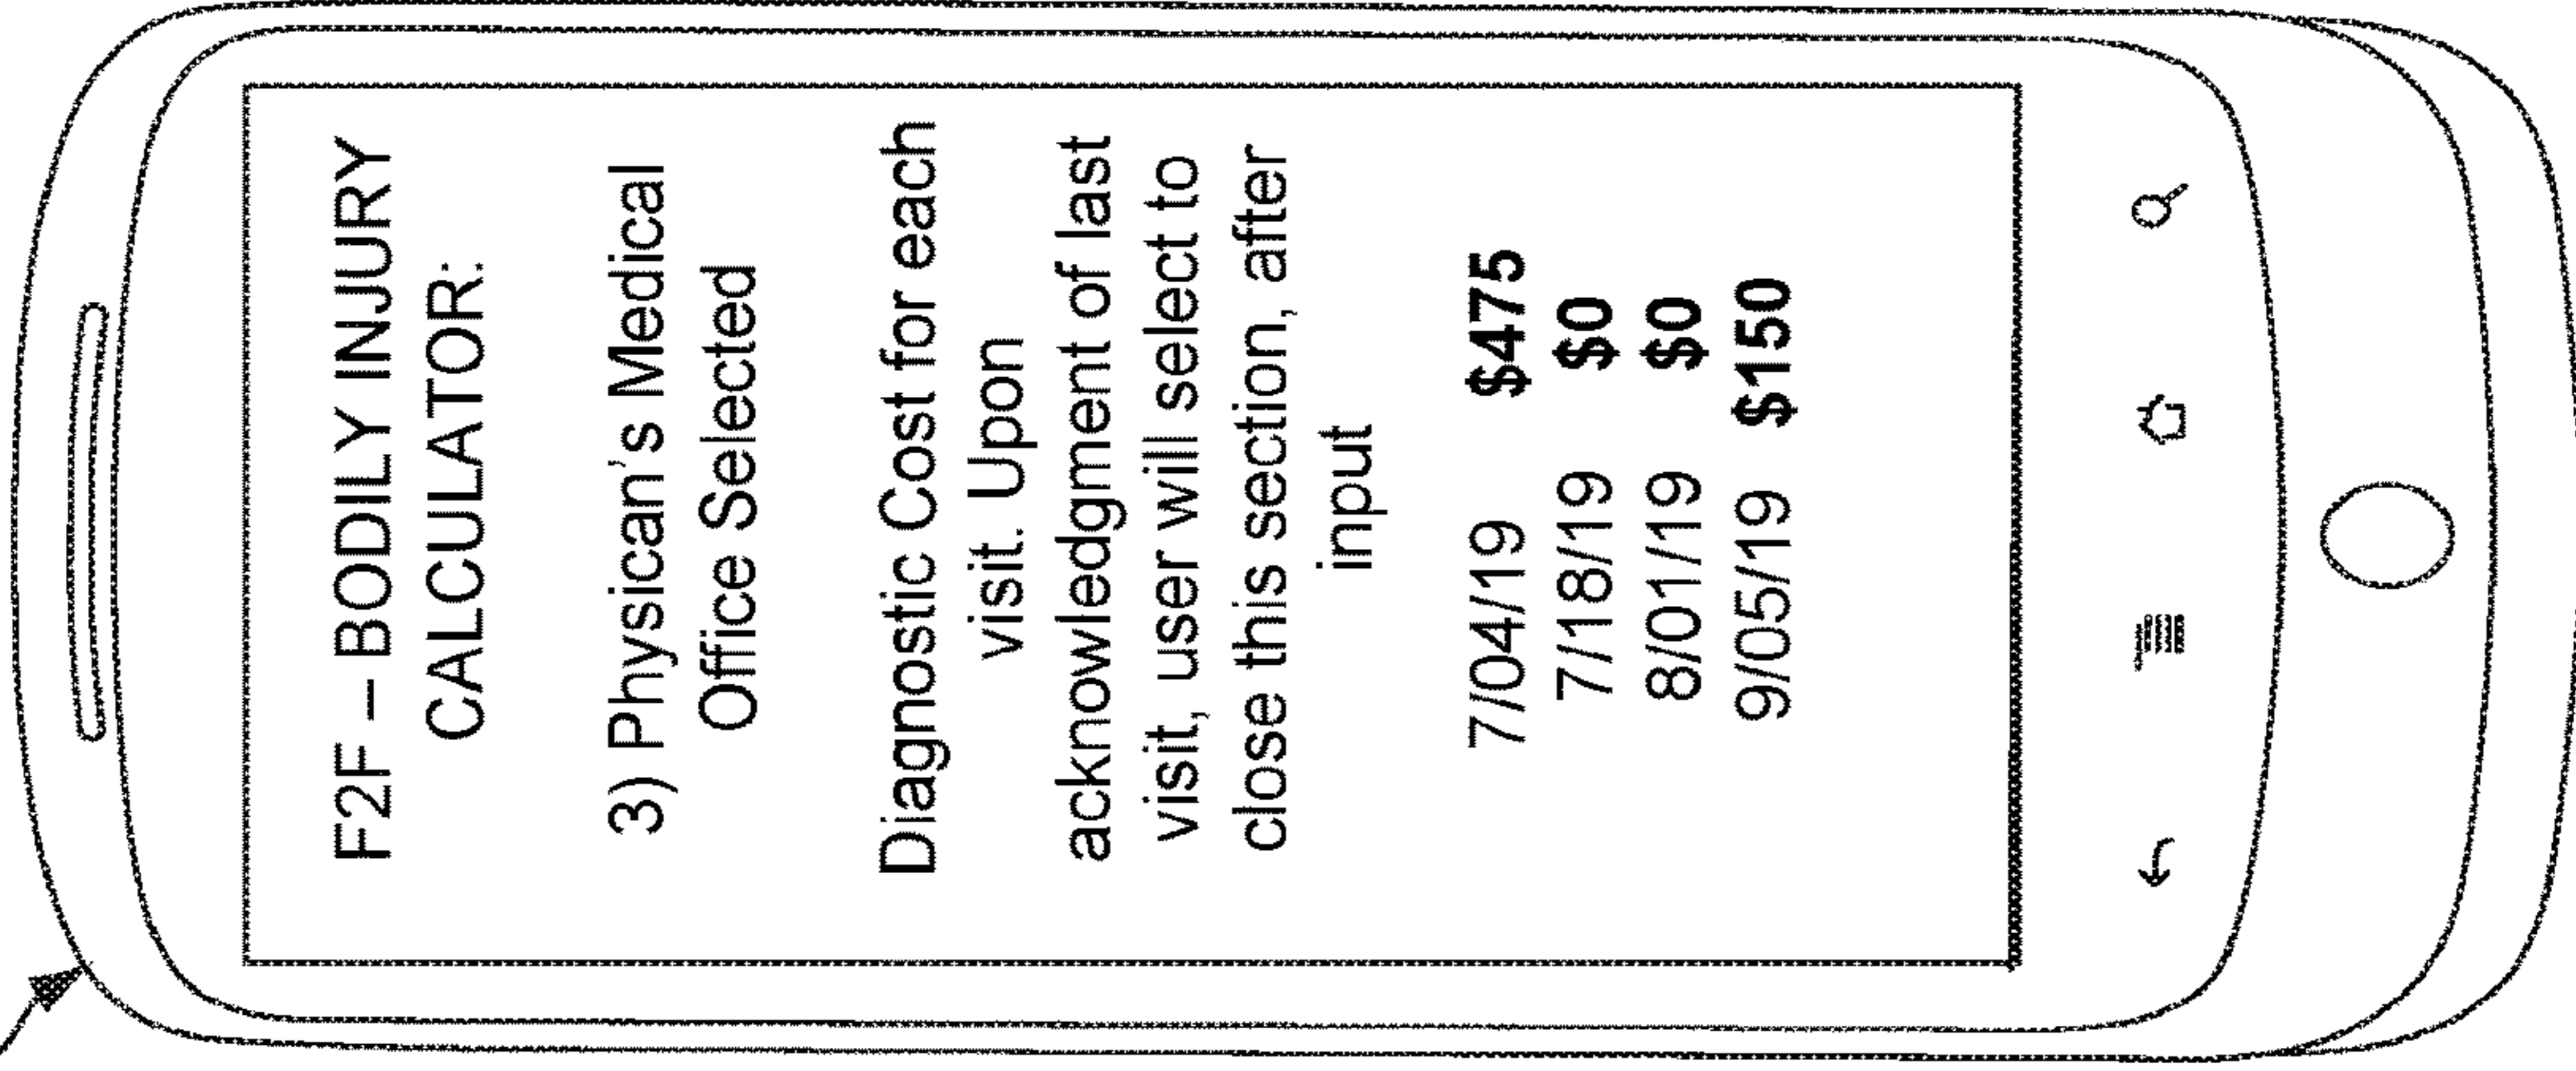 F2F – BODILY INJURY
CALCULATOR:
3) Physican's Medical
Office Selected
Diagnostic Cost for each
visit. Upon
acknowledgment of last
visit, user will select to
close this section, after
input
7/04/19 $475
7/18/19 $0
8/01/19 $0
9/05/19 $150